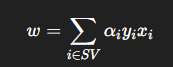 w = ∑_{i∈SV} α_i y_i x_i